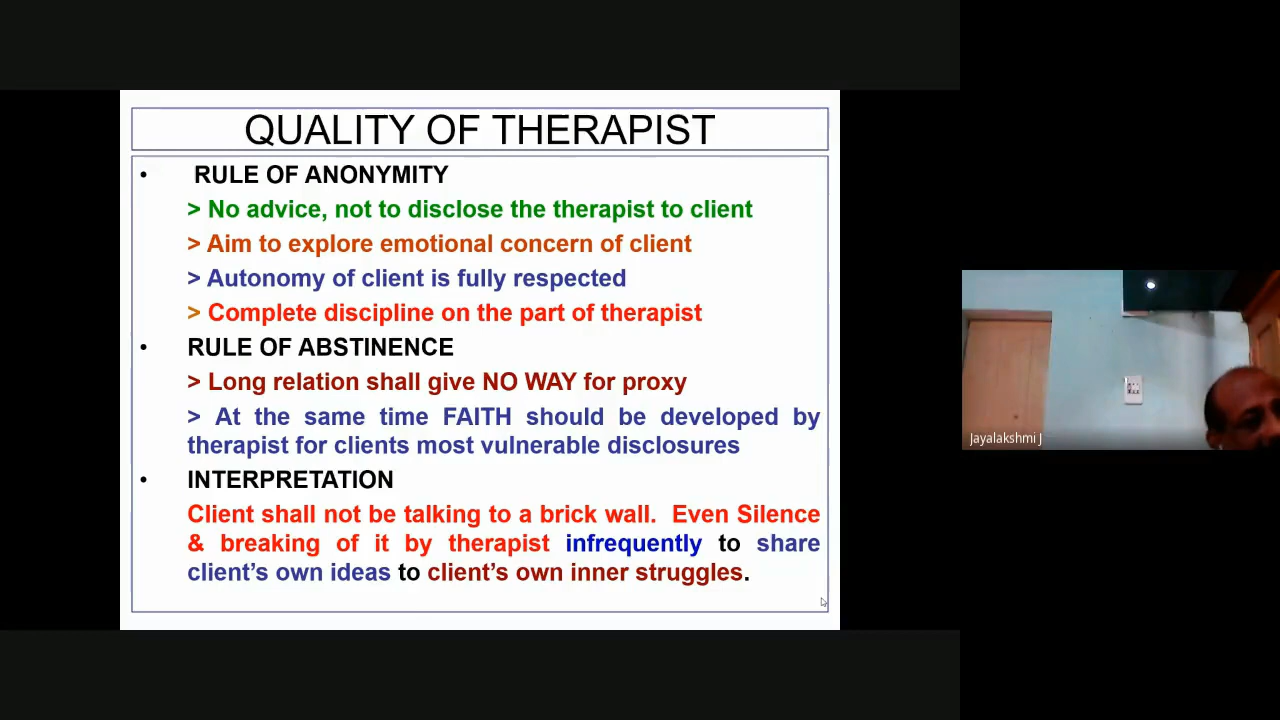 QUALITY OF THERAPIST
• RULE OF ANONYMITY
> No advice, not to disclose the therapist to client
> Aim to explore emotional concern of client
> Autonomy of client is fully respected
> Complete discipline on the part of therapist
• RULE OF ABSTINENCE
> Long relation shall give NO WAY for proxy
> At the same time FAITH should be developed by
therapist for clients most vulnerable disclosures
• INTERPRETATION
Client shall not be talking to a brick wall. Even Silence
& breaking of it by therapist infrequently to share
client's own ideas to client's own inner struggles.
Jayalakshmi J